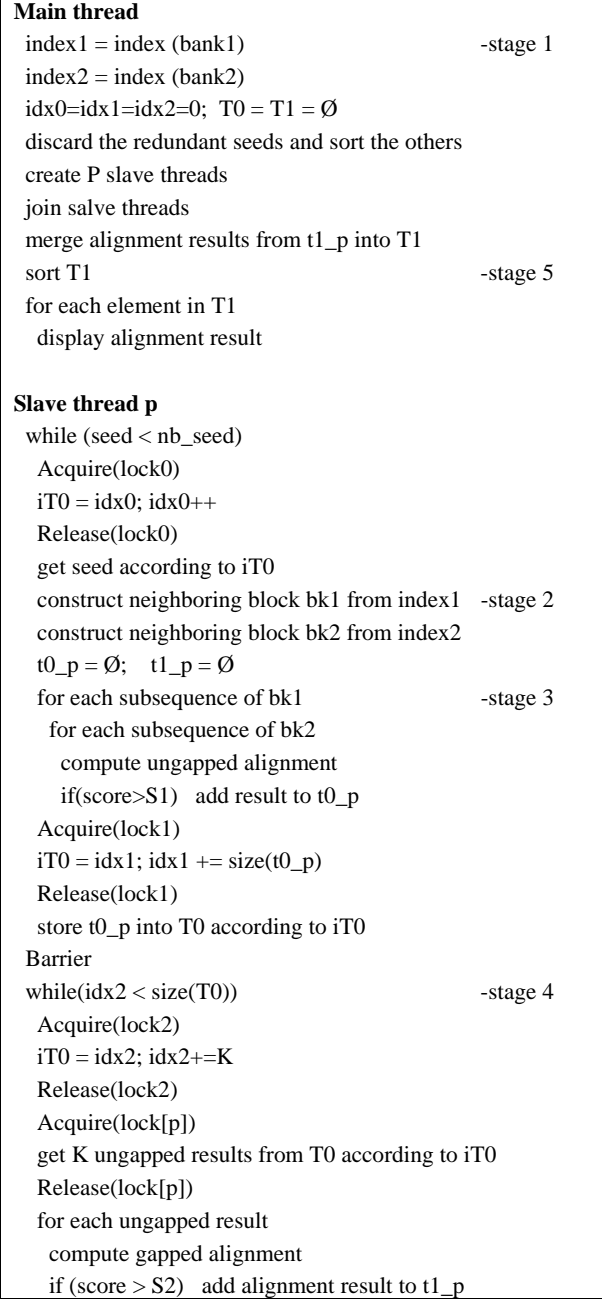 Main thread
index1 = index (bank1) -stage 1
index2 = index (bank2)
idx0=idx1=idx2=0; T0 = T1 = Ø
discard the redundant seeds and sort the others
create P slave threads
join salve threads
merge alignment results from t1_p into T1
sort T1 -stage 5
for each element in T1
display alignment result
Slave thread p
while (seed < nb_seed)
Acquire(lock0)
iT0 = idx0; idx0++
Release(lock0)
get seed according to iT0
construct neighboring block bk1 from index1 -stage 2
construct neighboring block bk2 from index2
t0_p = Ø; t1_p = Ø
for each subsequence of bk1 -stage 3
for each subsequence of bk2
compute ungapped alignment
if(score>S1) add result to t0_p
Acquire(lock1)
iT0 = idx1; idx1 += size(t0_p)
Release(lock1)
store t0_p into T0 according to iT0
Barrier
while(idx2 < size(T0)) -stage 4
Acquire(lock2)
iT0 = idx2; idx2+=K
Release(lock2)
Acquire(lock[p])
get K ungapped results from T0 according to iT0
Release(lock[p])
for each ungapped result
compute gapped alignment
if (score > S2) add alignment result to t1_p